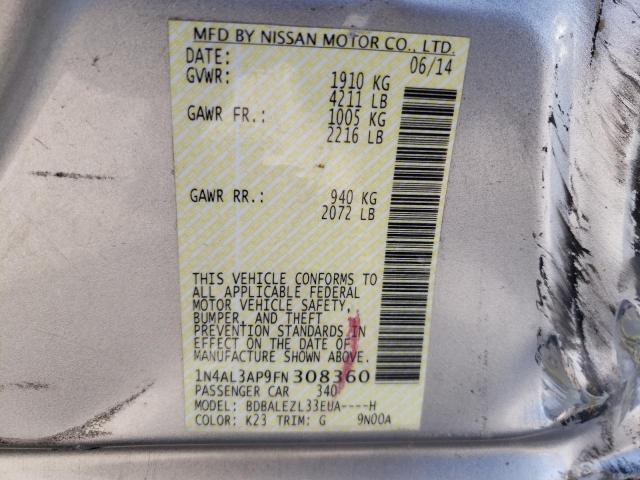 MFD BY NISSAN MOTOR CO., LTD.
DATE: 06/14
GVWR: 1910 KG
4211 LB
GAWR FR.: 1005 KG
2216 LB
GAWR RR.: 940 KG
2072 LB
THIS VEHICLE CONFORMS TO
ALL APPLICABLE FEDERAL
MOTOR VEHICLE SAFETY,
BUMPER, AND THEFT
PREVENTION STANDARDS IN
EFFECT ON THE DATE OF
MANUFACTURE SHOWN ABOVE.
1N4AL3AP9FN308360
PASSENGER CAR 340
MODEL: BDBALEZL33EUA----H
COLOR: K23 TRIM: G 9N00A